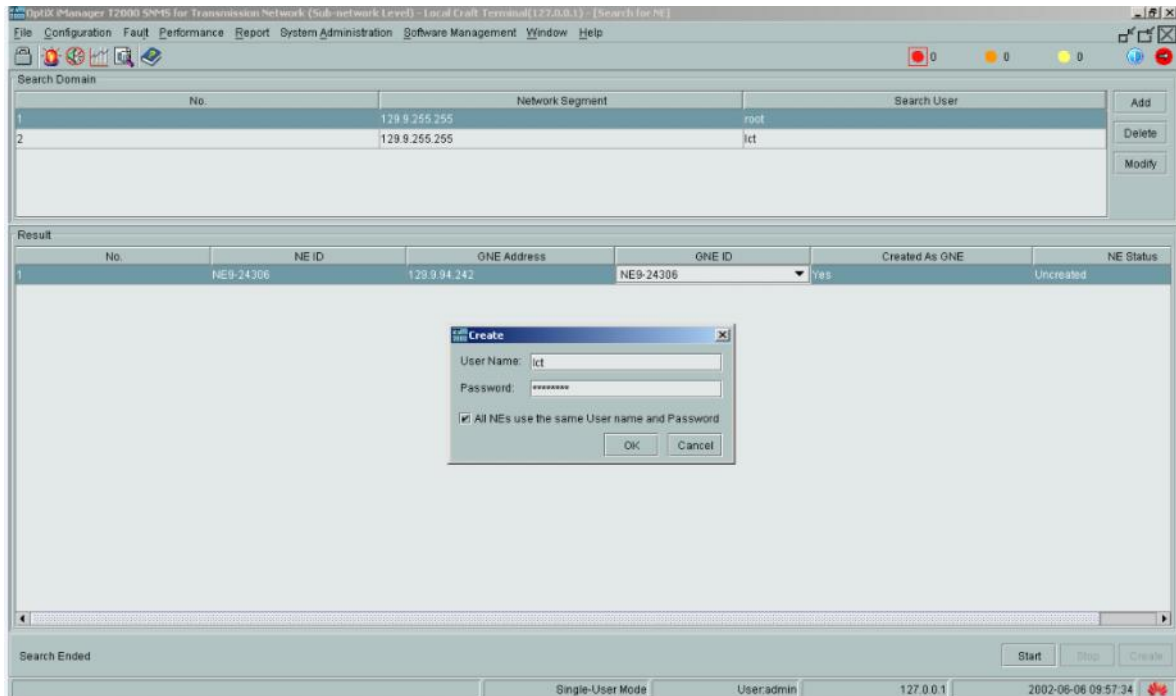 OptiX iManager T2000 SNMS for Transmission Network (Sub-network Level) - Local Craft Terminal(127.0.0.1) - [Search for NE]
File Configuration Fault Performance Report System Administration Software Management Window Help
0 0 0
Search Domain
No. Network Segment Search User
1 129.9.255.255 root
2 129.9.255.255 lct
Add
Delete
Modify
Result
No. NE ID GNE Address GNE ID Created As GNE NE Status
1 NE9-24306 129.9.94.242 NE9-24306 Yes Uncreated
Create
User Name: lct
Password: ********
All NEs use the same User name and Password
OK Cancel
Search Ended
Start Stop Create
Single-User Mode User:admin 127.0.0.1 2002-06-06 09:57:34